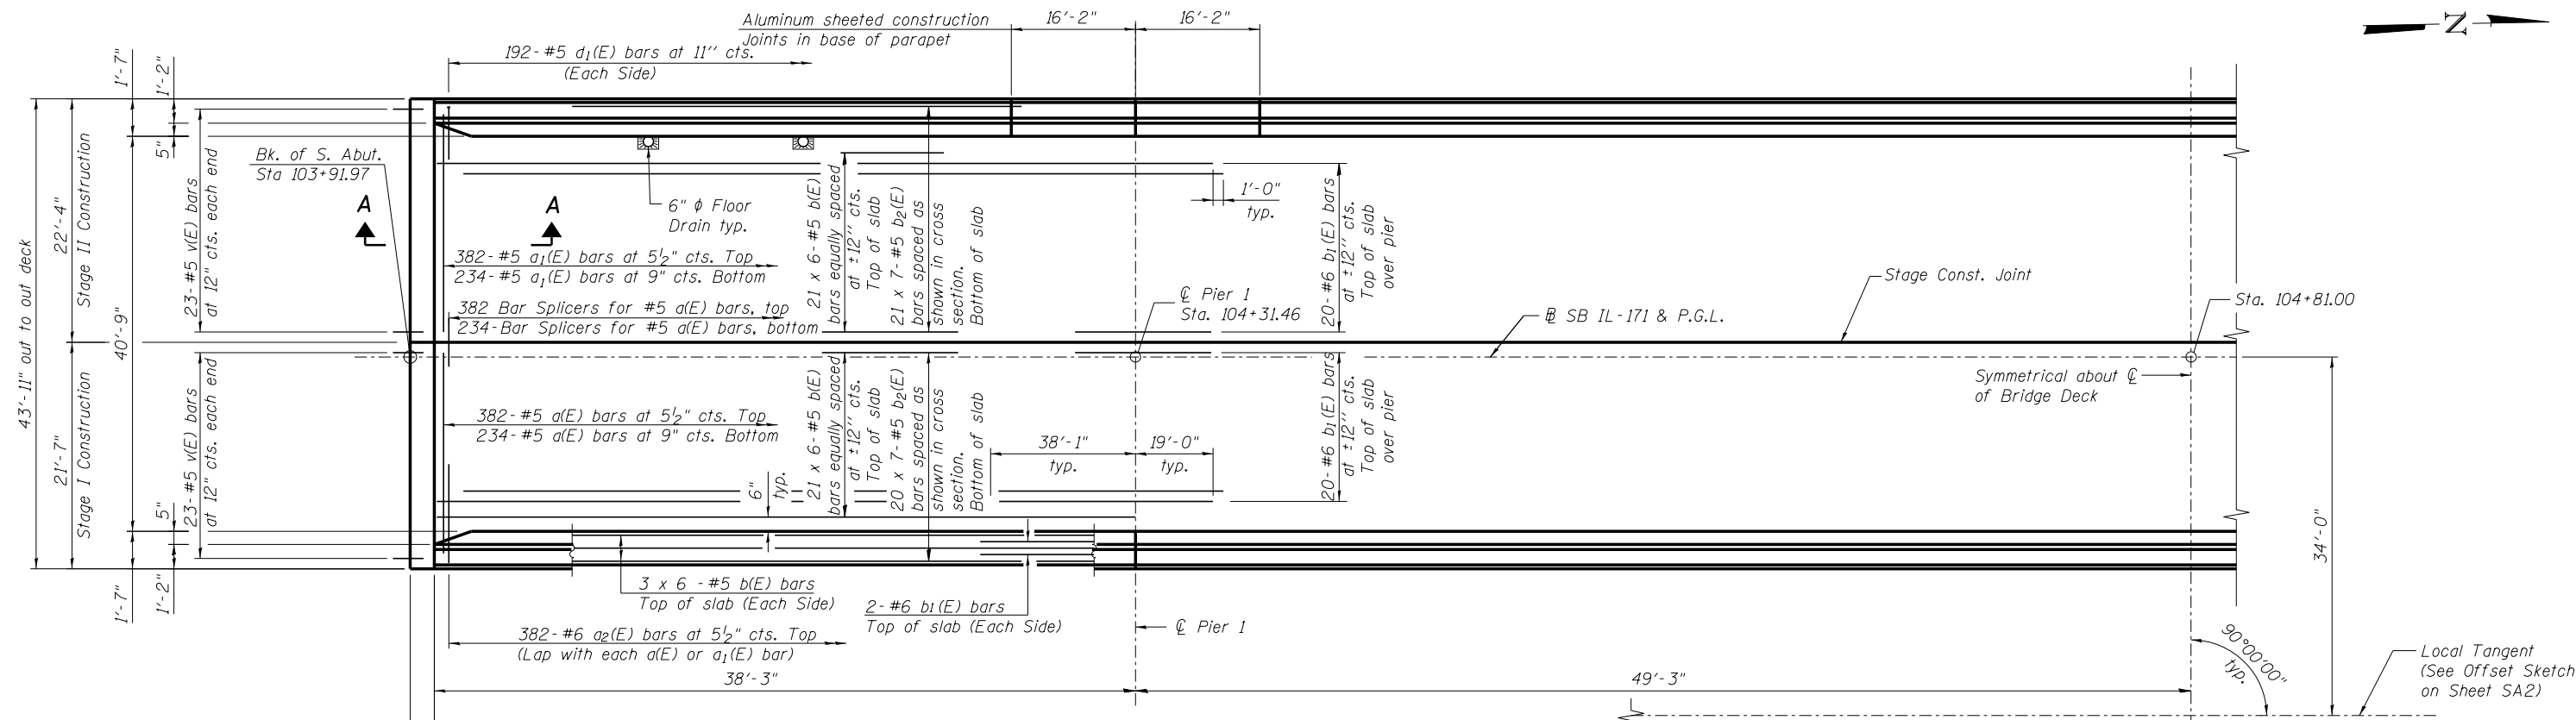 Aluminum sheeted construction
Joints in base of parapet
16'-2"
16'-2"
N
192-#5 d1(E) bars at 11" cts.
(Each Side)
1'-7"
1'-2"
5"
43'-11" out to out deck
22'-4"
Stage II Construction
40'-9"
23-#5 v(E) bars
at 12" cts. each end
Bk. of S. Abut.
Sta 103+91.97
A
A
6" ϕ Floor
Drain typ.
382-#5 a1(E) bars at 5½" cts. Top
234-#5 a1(E) bars at 9" cts. Bottom
382 Bar Splicers for #5 a(E) bars, top
234-Bar Splicers for #5 a(E) bars, bottom
21 x 6-#5 b(E)
bars equally spaced
at ±12" cts.
Top of slab
21 x 7-#5 b2(E)
bars spaced as
shown in cross
section.
Bottom of slab
1'-0"
typ.
20-#6 b1(E) bars
at ±12" cts.
Top of slab
over pier
℄ Pier 1
Sta. 104+31.46
Stage Const. Joint
Sta. 104+81.00
B SB IL-171 & P.G.L.
Symmetrical about ℄
of Bridge Deck
21'-7"
Stage I Construction
23-#5 v(E) bars
at 12" cts. each end
5"
1'-2"
1'-7"
382-#5 a(E) bars at 5½" cts. Top
234-#5 a(E) bars at 9" cts. Bottom
6"
typ.
21 x 6-#5 b(E)
bars equally spaced
at ±12" cts.
Top of slab
20 x 7-#5 b2(E)
bars spaced as
shown in cross
section.
Bottom of slab
38'-1"
typ.
19'-0"
typ.
20-#6 b1(E) bars
at ±12" cts.
Top of slab
over pier
34'-0"
3 x 6 -#5 b(E) bars
Top of slab (Each Side)
2-#6 b1(E) bars
Top of slab (Each Side)
℄ Pier 1
382-#6 a2(E) bars at 5½" cts. Top
(Lap with each a(E) or a1(E) bar)
38'-3"
49'-3"
90°00'00"
typ.
Local Tangent
(See Offset Sketch
on Sheet SA2)